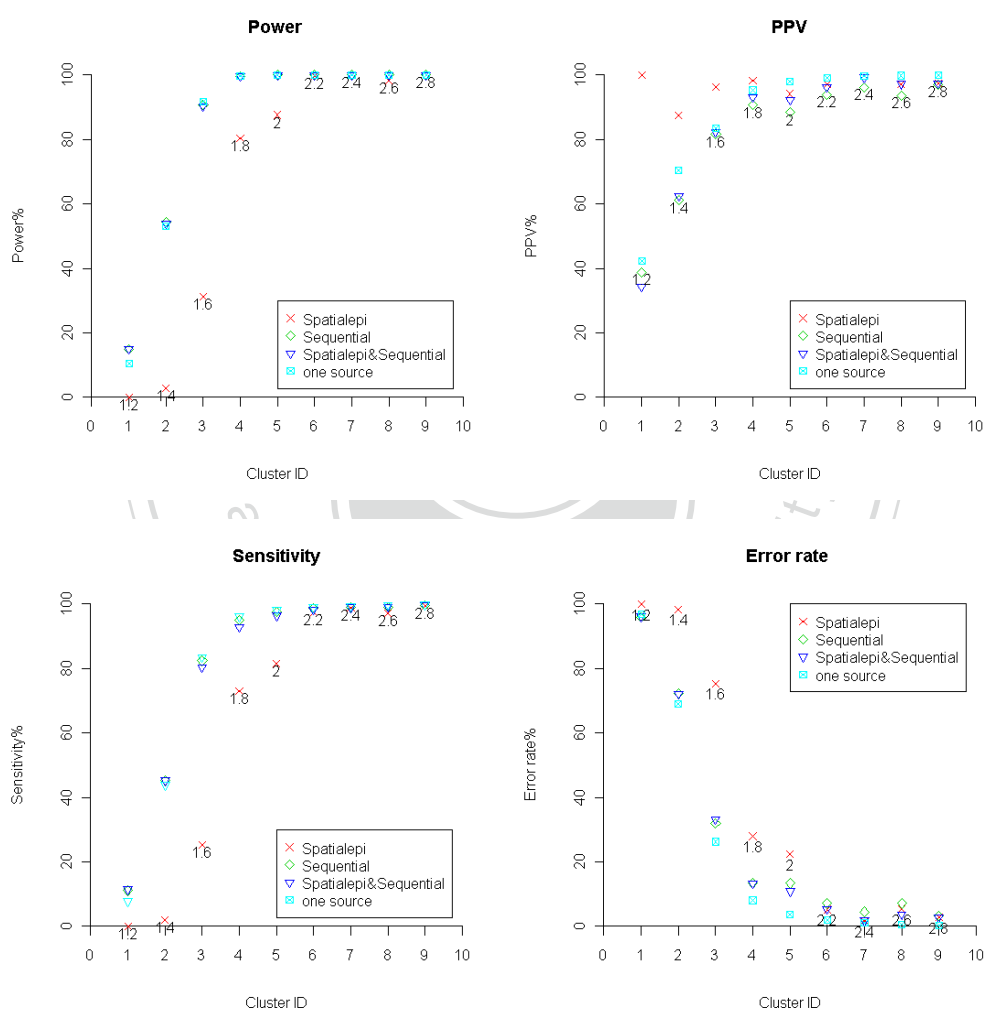 Power
Power%
100
80
60
40
20
0
1.2
1.4
1.6
1.8
2
2.2
2.4
2.6
2.8
Spatialepi
Sequential
Spatialepi&Sequential
one source
0 1 2 3 4 5 6 7 8 9 10
Cluster ID
PPV
PPV%
100
80
60
40
20
0
1.2
1.4
1.6
1.8
2
2.2
2.4
2.6
2.8
Spatialepi
Sequential
Spatialepi&Sequential
one source
0 1 2 3 4 5 6 7 8 9 10
Cluster ID
Sensitivity
Sensitivity%
100
80
60
40
20
0
1.2
1.4
1.6
1.8
2
2.2
2.4
2.6
2.8
Spatialepi
Sequential
Spatialepi&Sequential
one source
0 1 2 3 4 5 6 7 8 9 10
Cluster ID
Error rate
Error rate%
100
80
60
40
20
0
1.2
1.4
1.6
1.8
2
2.2
2.4
2.6
2.8
Spatialepi
Sequential
Spatialepi&Sequential
one source
0 1 2 3 4 5 6 7 8 9 10
Cluster ID